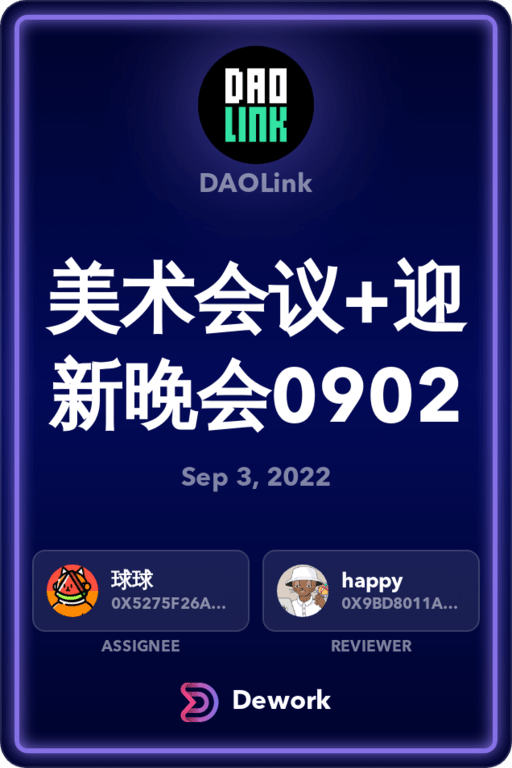 DAO
LINK
DAOLink
美术会议+迎
新晚会0902
Sep 3, 2022
球球
0X5275F26A...
ASSIGNEE
happy
0X9BD8011A...
REVIEWER
Dework